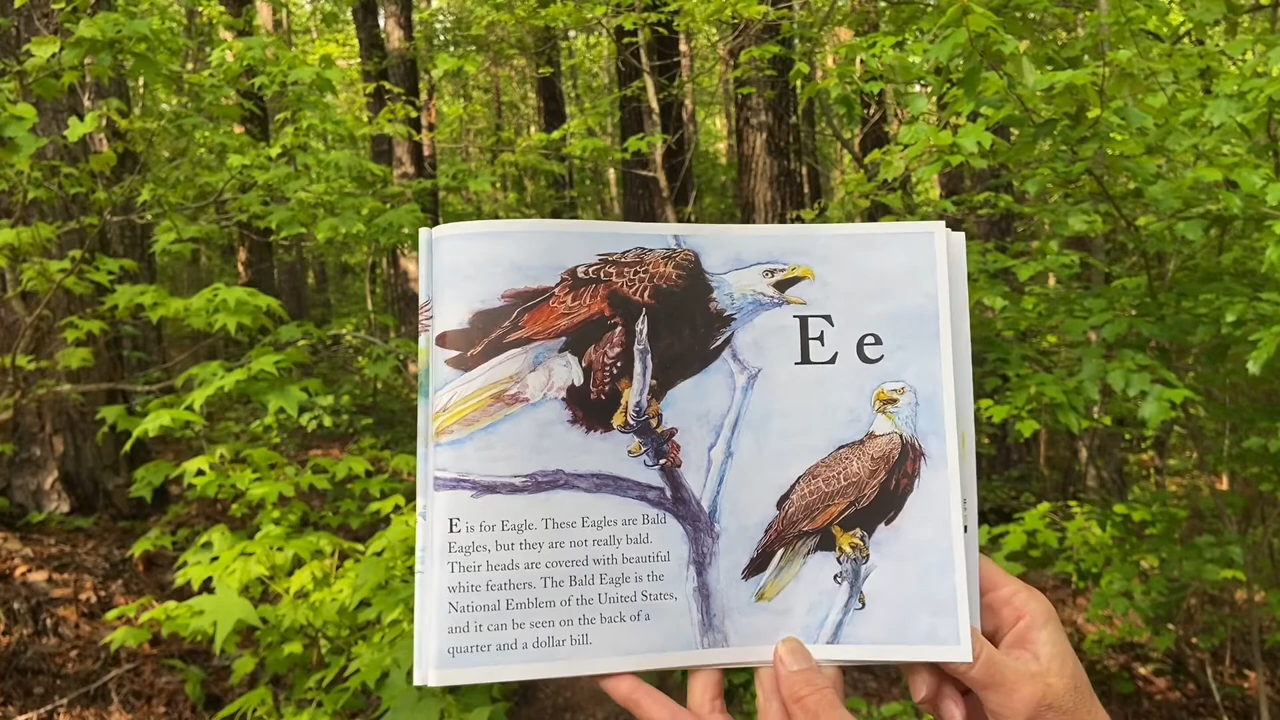 E e
E is for Eagle. These Eagles are Bald
Eagles, but they are not really bald.
Their heads are covered with beautiful
white feathers. The Bald Eagle is the
National Emblem of the United States,
and it can be seen on the back of a
quarter and a dollar bill.